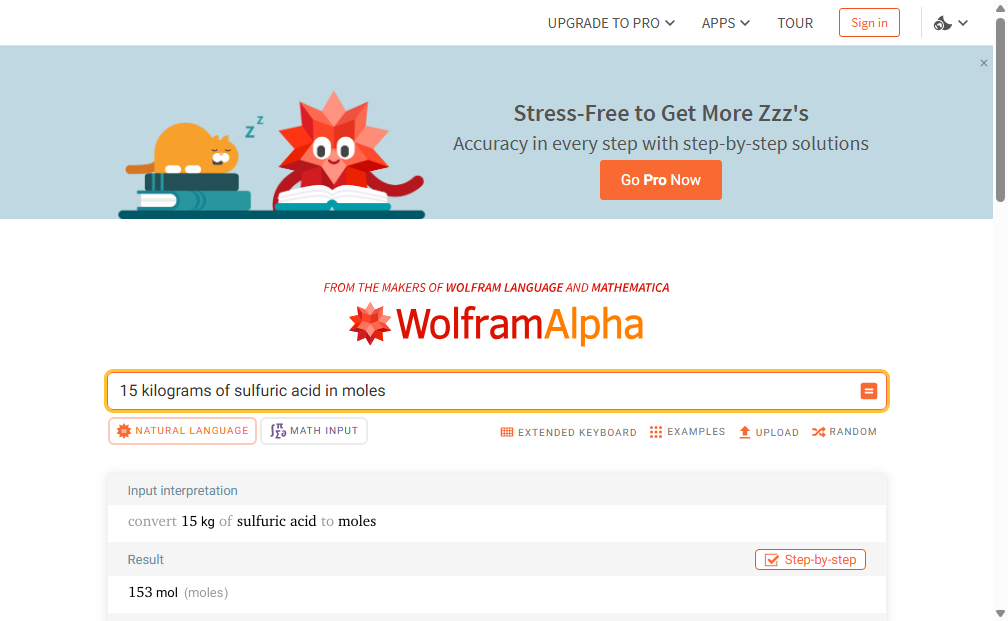 UPGRADE TO PRO APPS TOUR Sign in
Stress-Free to Get More Zzz's
Accuracy in every step with step-by-step solutions
Go Pro Now
z z
FROM THE MAKERS OF WOLFRAM LANGUAGE AND MATHEMATICA
WolframAlpha
15 kilograms of sulfuric acid in moles
NATURAL LANGUAGE MATH INPUT EXTENDED KEYBOARD EXAMPLES UPLOAD RANDOM
Input interpretation
convert 15 kg of sulfuric acid to moles
Result Step-by-step
153 mol (moles)